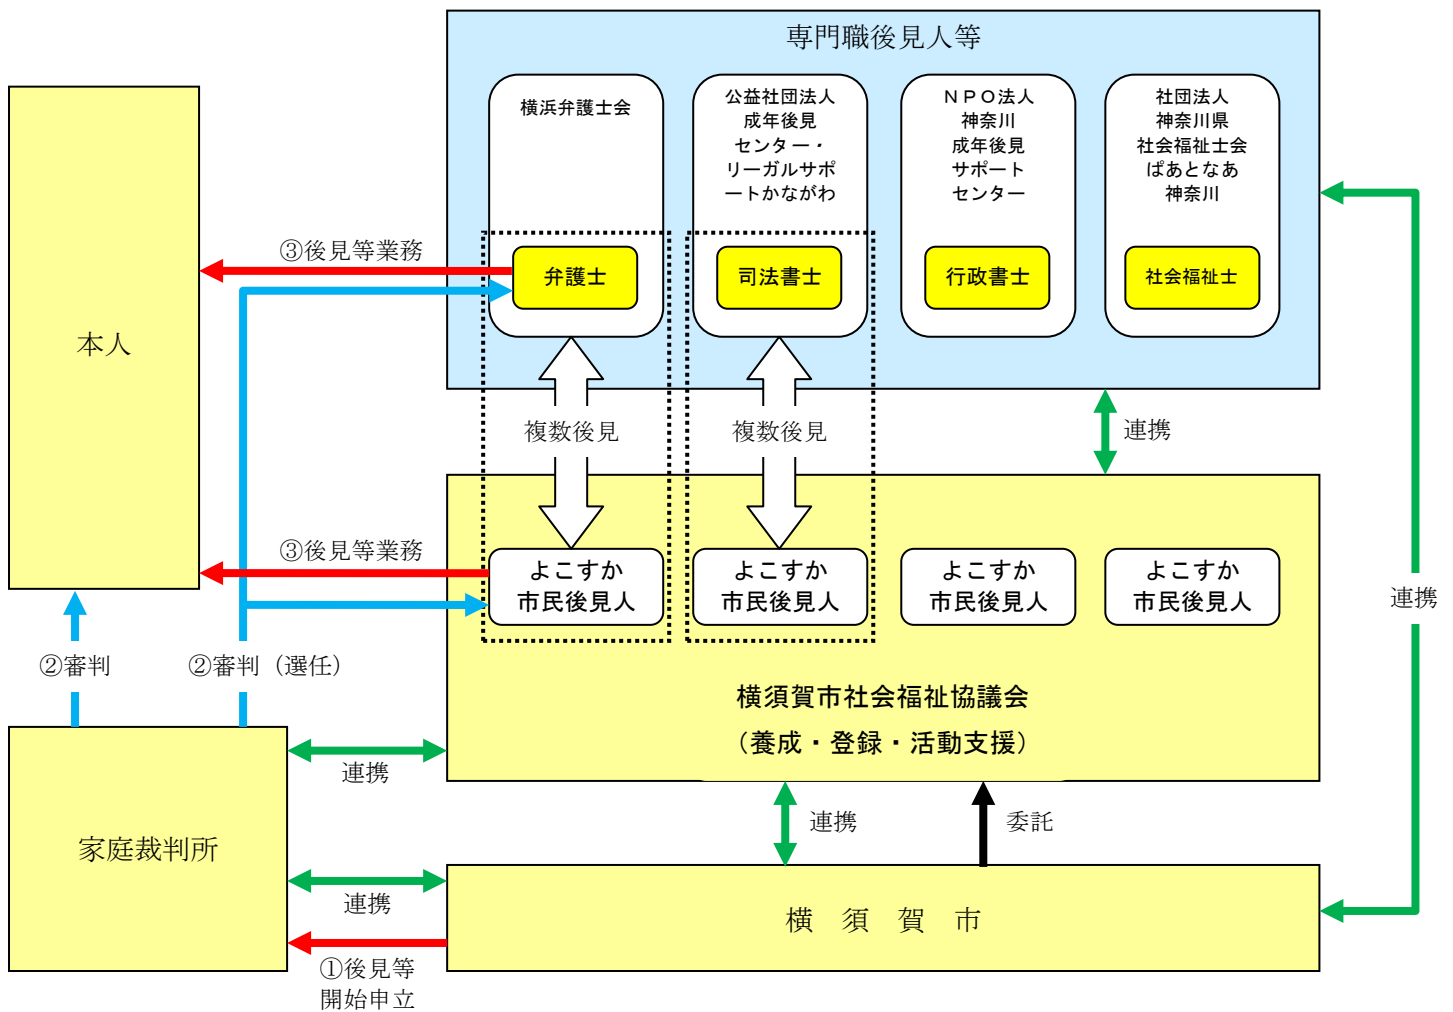 専門職後見人等
横浜弁護士会
公益社団法人
成年後見
センター・
リーガルサポ
ートかながわ
ＮＰＯ法人
神奈川
成年後見
サポート
センター
社団法人
神奈川県
社会福祉士会
ぱあとなあ
神奈川
弁護士
司法書士
行政書士
社会福祉士
③後見等業務
本人
複数後見
複数後見
連携
③後見等業務
よこすか
市民後見人
よこすか
市民後見人
よこすか
市民後見人
よこすか
市民後見人
連携
②審判
②審判（選任）
横須賀市社会福祉協議会
（養成・登録・活動支援）
連携
連携
委託
家庭裁判所
連携
横　須　賀　市
①後見等
開始申立